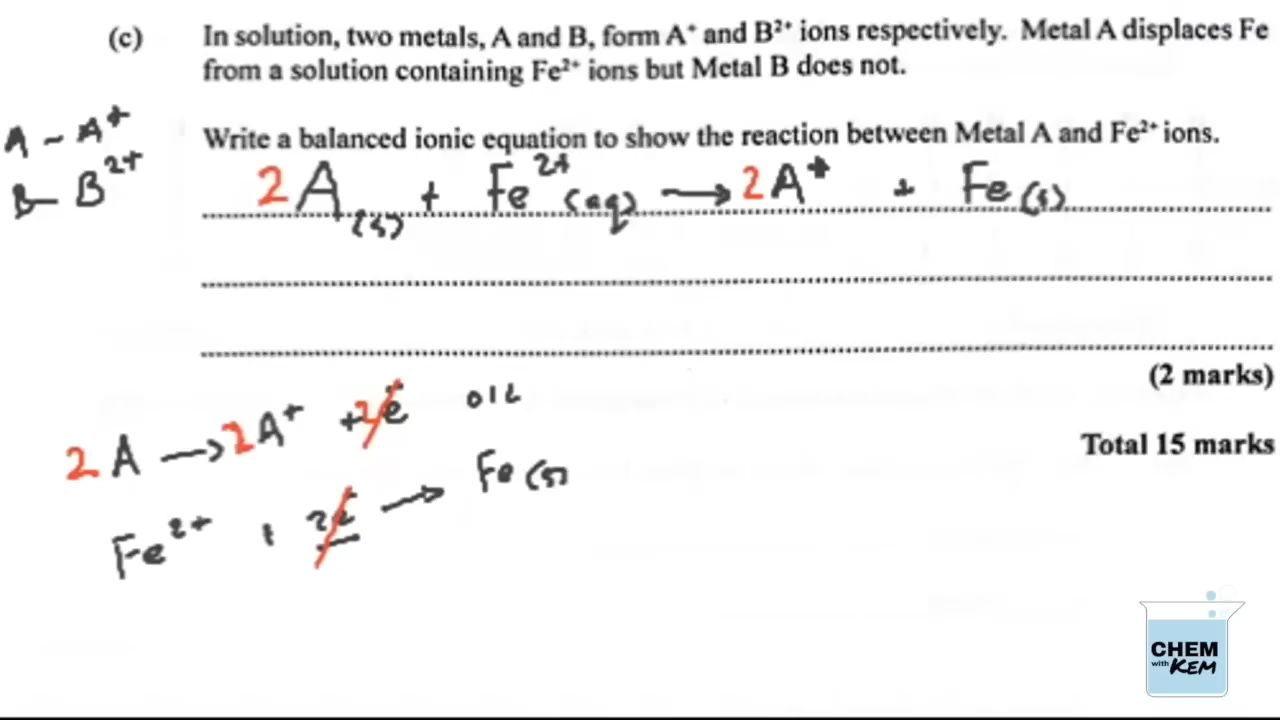 (c) In solution, two metals, A and B, form A⁺ and B²⁺ ions respectively. Metal A displaces Fe
from a solution containing Fe²⁺ ions but Metal B does not.
A – A⁺
B – B²⁺
Write a balanced ionic equation to show the reaction between Metal A and Fe²⁺ ions.
2A(s) + Fe²⁺(aq) → 2A⁺ + Fe(s)
(2 marks)
2A → 2A⁺ + 2e̅ OIL
Total 15 marks
Fe²⁺ + 2e̅ → Fe(s)
CHEM
with KEM